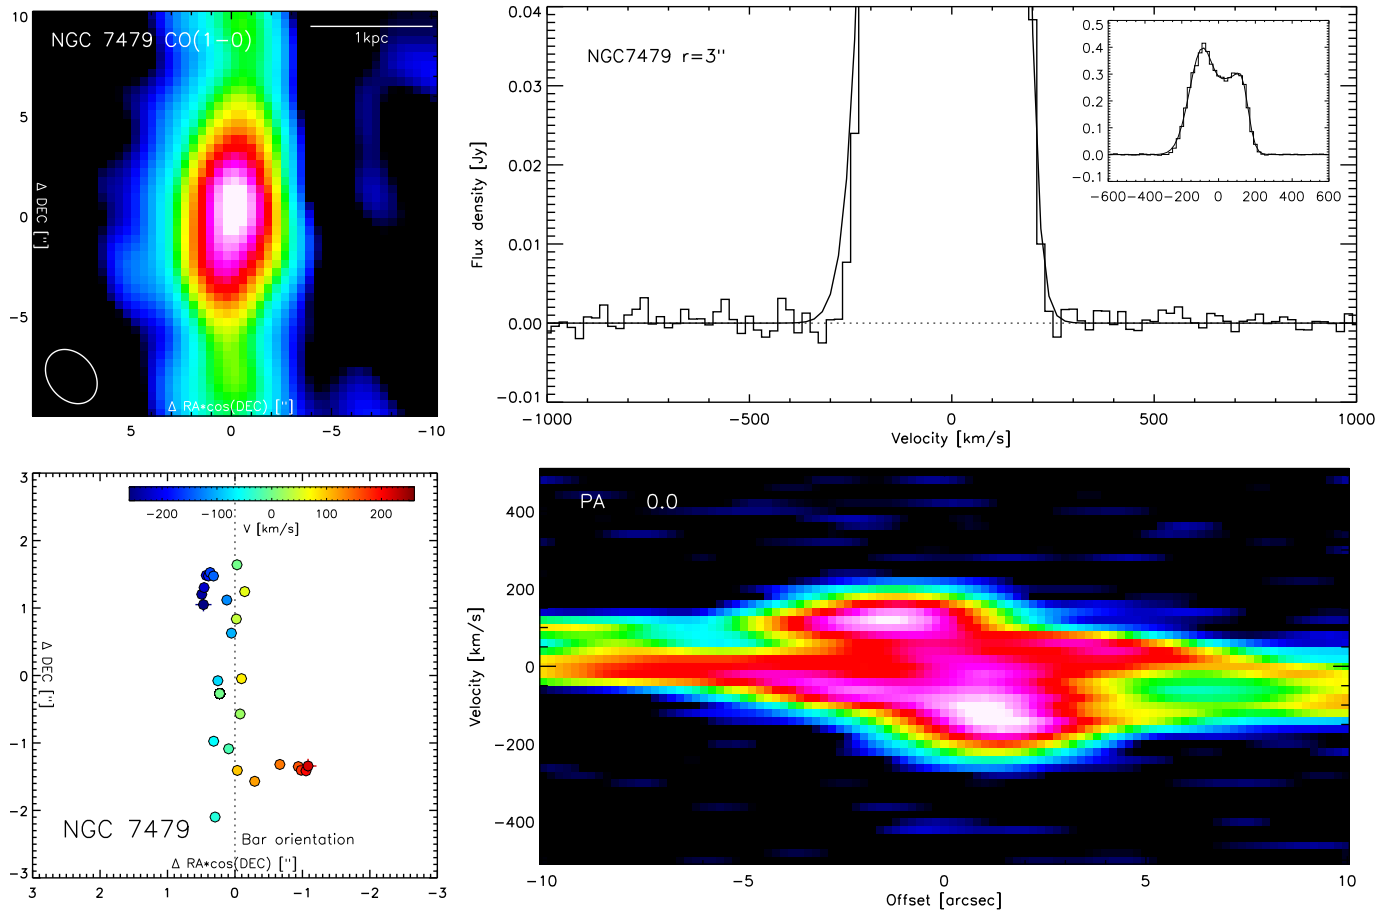 NGC 7479 CO(1-0)
1kpc
10
5
0
-5
Δ DEC ["]
Δ RA*cos(DEC) ["]
5 0 -5 -10
NGC7479 r=3"
0.04
0.03
0.02
0.01
0.00
-0.01
Flux density [Jy]
-1000 -500 0 500 1000
Velocity [km/s]
0.5
0.4
0.3
0.2
0.1
0.0
-0.1
-600 -400 -200 0 200 400 600
3
2
1
0
-1
-2
-3
Δ DEC ["]
-200 -100 0 100 200
V [km/s]
NGC 7479
Bar orientation
Δ RA*cos(DEC) ["]
3 2 1 0 -1 -2 -3
PA 0.0
400
200
0
-200
-400
Velocity [km/s]
-10 -5 0 5 10
Offset [arcsec]